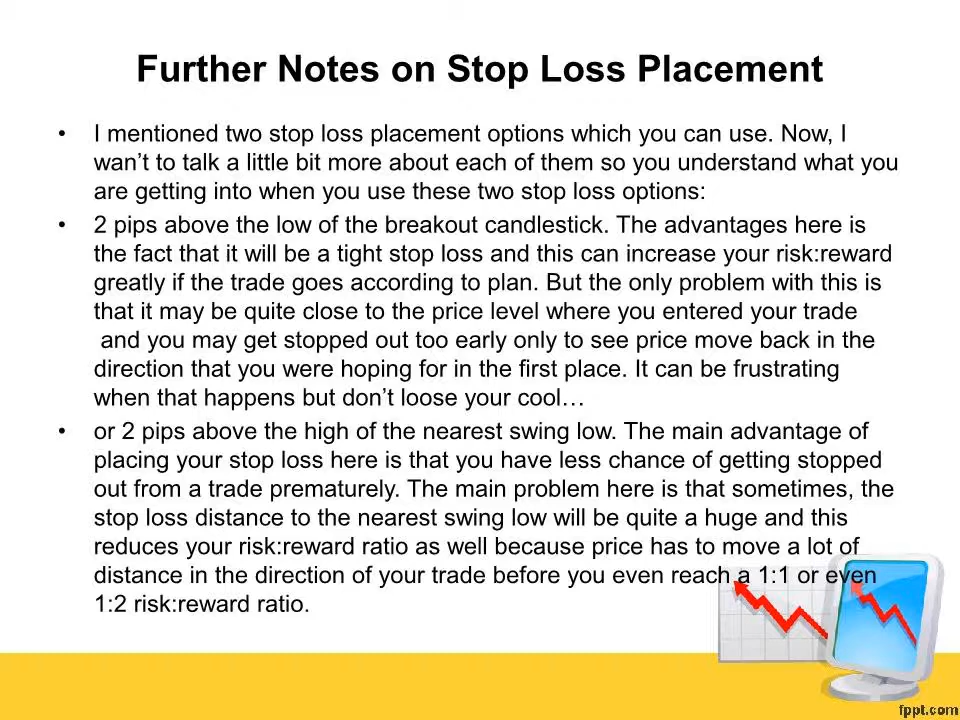 Further Notes on Stop Loss Placement
• I mentioned two stop loss placement options which you can use. Now, I
wan’t to talk a little bit more about each of them so you understand what you
are getting into when you use these two stop loss options:
• 2 pips above the low of the breakout candlestick. The advantages here is
the fact that it will be a tight stop loss and this can increase your risk:reward
greatly if the trade goes according to plan. But the only problem with this is
that it may be quite close to the price level where you entered your trade
and you may get stopped out too early only to see price move back in the
direction that you were hoping for in the first place. It can be frustrating
when that happens but don’t loose your cool…
• or 2 pips above the high of the nearest swing low. The main advantage of
placing your stop loss here is that you have less chance of getting stopped
out from a trade prematurely. The main problem here is that sometimes, the
stop loss distance to the nearest swing low will be quite a huge and this
reduces your risk:reward ratio as well because price has to move a lot of
distance in the direction of your trade before you even reach a 1:1 or even
1:2 risk:reward ratio.
fppt.com